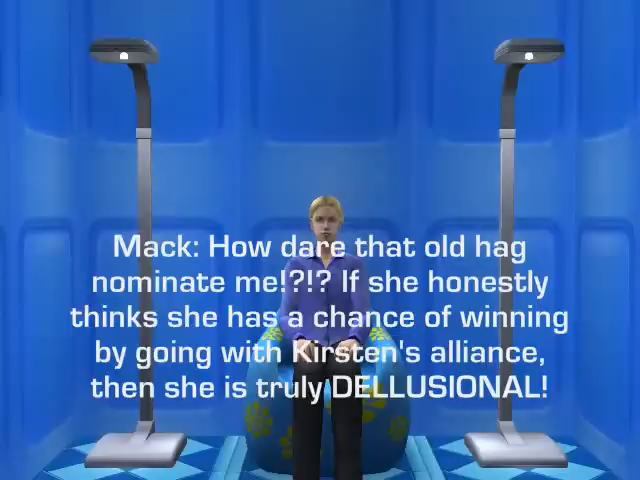 Mack: How dare that old hag
nominate me!?!? If she honestly
thinks she has a chance of winning
by going with Kirsten's alliance,
then she is truly DELLUSIONAL!